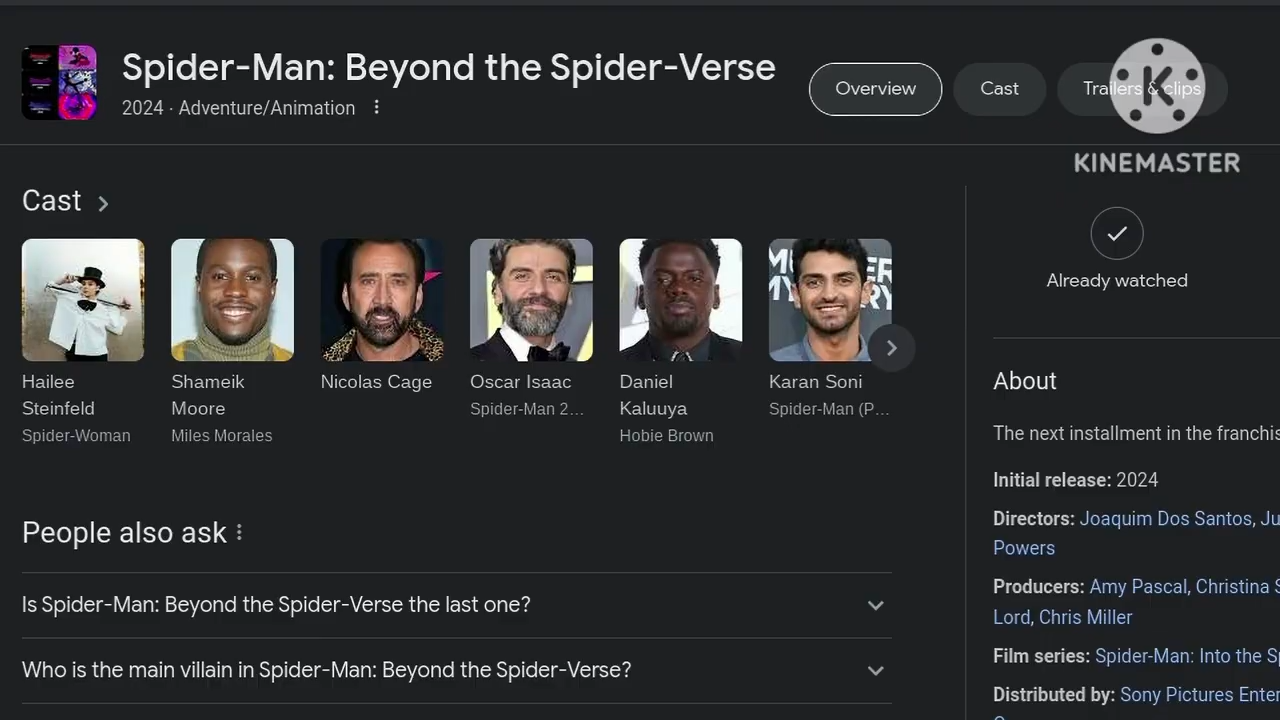 Spider-Man: Beyond the Spider-Verse
2024 · Adventure/Animation
Overview
Cast
Trailers & clips
KINEMASTER
Cast
Hailee
Steinfeld
Spider-Woman
Shameik
Moore
Miles Morales
Nicolas Cage
Oscar Isaac
Spider-Man 2...
Daniel
Kaluuya
Hobie Brown
Karan Soni
Spider-Man (P...
Already watched
People also ask
Is Spider-Man: Beyond the Spider-Verse the last one?
Who is the main villain in Spider-Man: Beyond the Spider-Verse?
About
The next installment in the franchis
Initial release: 2024
Directors: Joaquim Dos Santos, Ju
Powers
Producers: Amy Pascal, Christina S
Lord, Chris Miller
Film series: Spider-Man: Into the Sp
Distributed by: Sony Pictures Enter